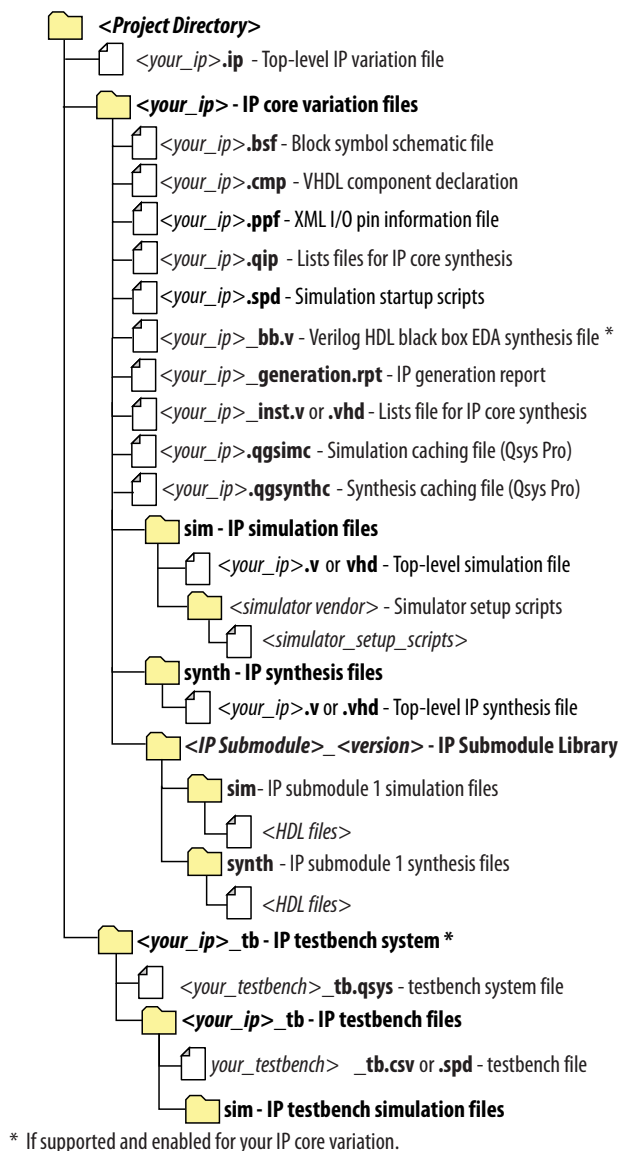 <Project Directory>
<your_ip>.ip - Top-level IP variation file
<your_ip> - IP core variation files
<your_ip>.bsf - Block symbol schematic file
<your_ip>.cmp - VHDL component declaration
<your_ip>.ppf - XML I/O pin information file
<your_ip>.qip - Lists files for IP core synthesis
<your_ip>.spd - Simulation startup scripts
<your_ip>_bb.v - Verilog HDL black box EDA synthesis file *
<your_ip>_generation.rpt - IP generation report
<your_ip>_inst.v or .vhd - Lists file for IP core synthesis
<your_ip>.qgsimc - Simulation caching file (Qsys Pro)
<your_ip>.qgsynthc - Synthesis caching file (Qsys Pro)
sim - IP simulation files
<your_ip>.v or vhd - Top-level simulation file
<simulator vendor> - Simulator setup scripts
<simulator_setup_scripts>
synth - IP synthesis files
<your_ip>.v or .vhd - Top-level IP synthesis file
<IP Submodule>_<version> - IP Submodule Library
sim- IP submodule 1 simulation files
<HDL files>
synth - IP submodule 1 synthesis files
<HDL files>
<your_ip>_tb - IP testbench system *
<your_testbench>_tb.qsys - testbench system file
<your_ip>_tb - IP testbench files
your_testbench> _tb.csv or .spd - testbench file
sim - IP testbench simulation files
* If supported and enabled for your IP core variation.